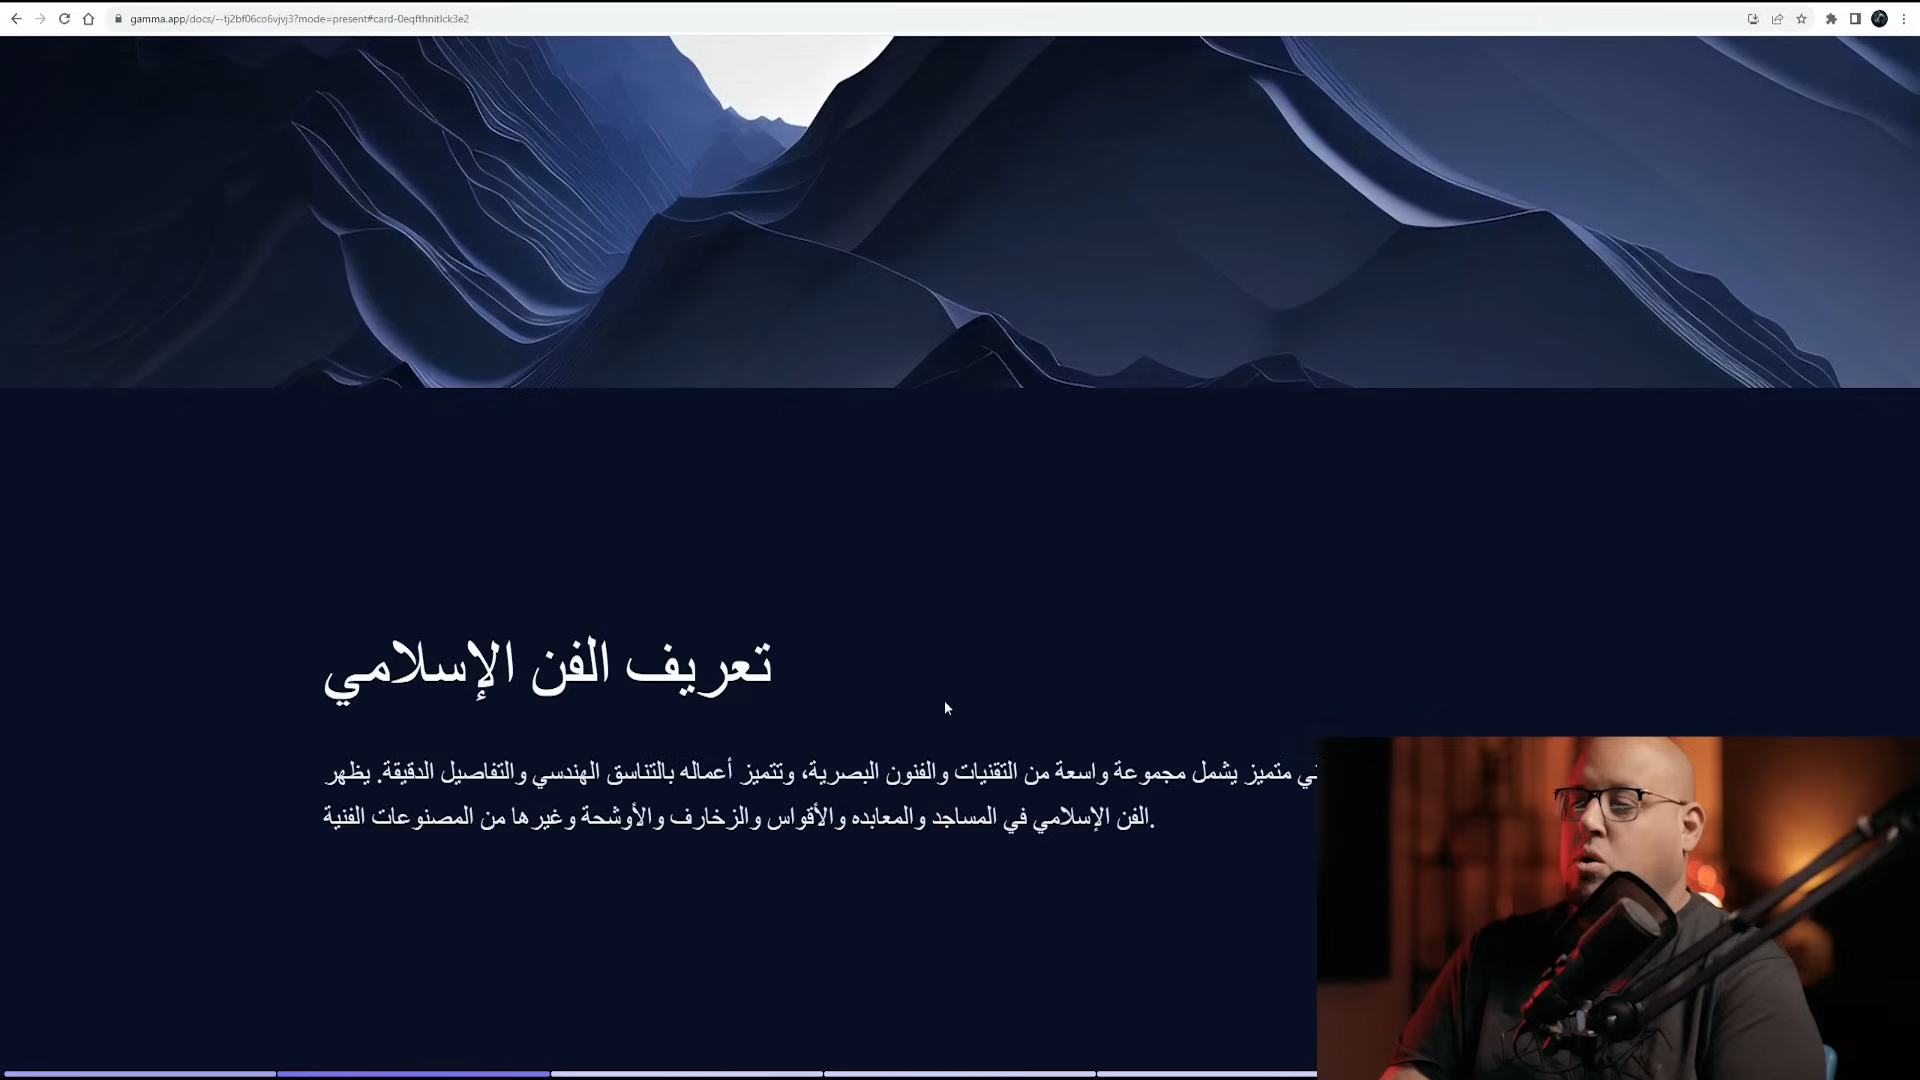 gamma.app/docs/--tj2bf06co6vjvj3?mode=present#card-0eqfthnitlck3e2
تعريف الفن الإسلامي
متميز يشمل مجموعة واسعة من التقنيات والفنون البصرية، وتتميز أعماله بالتناسق الهندسي والتفاصيل الدقيقة. يظهر
الفن الإسلامي في المساجد والمعابده والأقواس والزخارف والأوشحة وغيرها من المصنوعات الفنية.